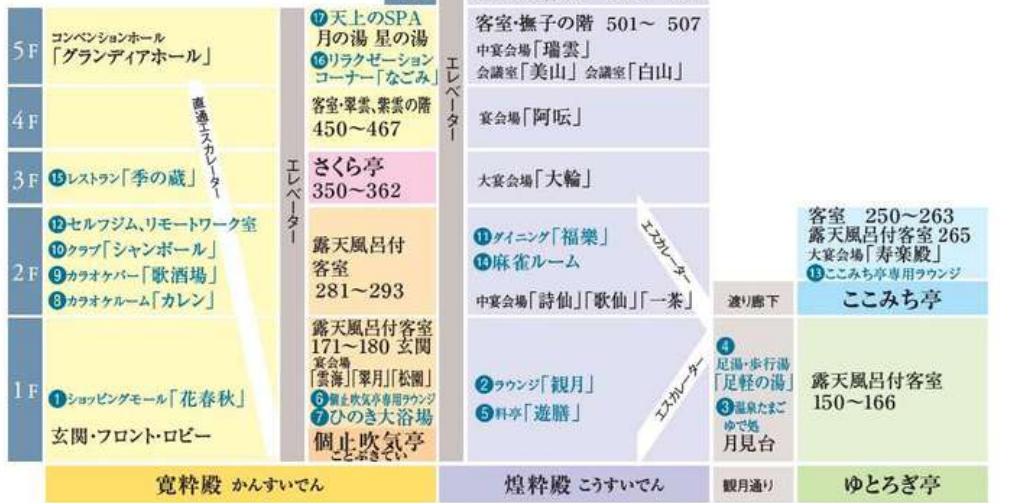 5F
コンベンションホール
「グランディアホール」
⑰天上のSPA
月の湯 星の湯
⑯リラクゼーション
コーナー「なごみ」
客室・撫子の階 501～ 507
中宴会場「瑞雲」
会議室「美山」会議室「白山」
4F
直通エスカレーター
客室・翠雲、紫雲の階
450～467
エレベーター
宴会場「阿吽」
3F
⑮レストラン「季の蔵」
エレベーター
さくら亭
350～362
大宴会場「大輪」
2F
⑫セルフジム、リモートワーク室
⑩クラブ「シャンボール」
⑨カラオケバー「歌酒場」
⑧カラオケルーム「カレン」
露天風呂付
客室
281～293
⑪ダイニング「福樂」
⑭麻雀ルーム
中宴会場「詩仙」「歌仙」「一茶」
エスカレーター
渡り廊下
客室 250～263
露天風呂付客室 265
大宴会場「寿楽殿」
⑬ここみち亭専用ラウンジ
ここみち亭
1F
①ショッピングモール「花春秋」
玄関・フロント・ロビー
露天風呂付客室
171～180 玄関
宴会場
「雲海」「翠月」「松園」
⑥個止吹気亭専用ラウンジ
⑦ひのき大浴場
個止吹気亭
ことぶきてい
②ラウンジ「観月」
⑤料亭「遊膳」
エスカレーター
④
足湯・歩行湯
「足軽の湯」
③温泉たまご
ゆで処
月見台
露天風呂付客室
150～166
寛粋殿 かんすいでん
煌粋殿 こうすいでん
観月通り
ゆとろぎ亭